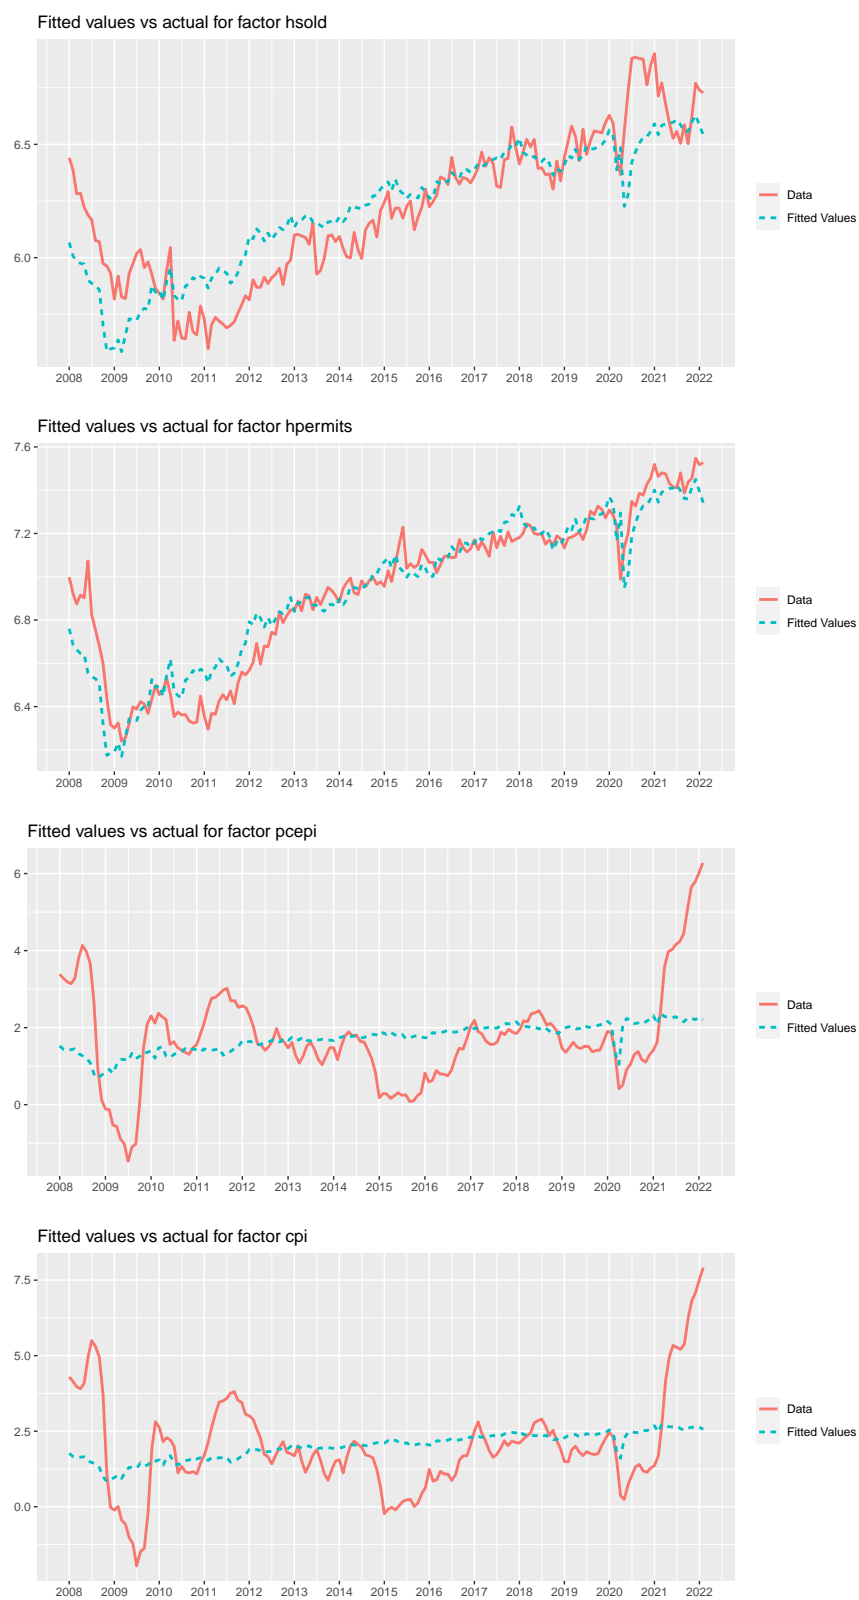 Fitted values vs actual for factor hsold
6.5
6.0
Data
Fitted Values
2008 2009 2010 2011 2012 2013 2014 2015 2016 2017 2018 2019 2020 2021 2022
Fitted values vs actual for factor hpermits
7.6
7.2
6.8
6.4
Data
Fitted Values
2008 2009 2010 2011 2012 2013 2014 2015 2016 2017 2018 2019 2020 2021 2022
Fitted values vs actual for factor pcepi
6
4
2
0
Data
Fitted Values
2008 2009 2010 2011 2012 2013 2014 2015 2016 2017 2018 2019 2020 2021 2022
Fitted values vs actual for factor cpi
7.5
5.0
2.5
0.0
Data
Fitted Values
2008 2009 2010 2011 2012 2013 2014 2015 2016 2017 2018 2019 2020 2021 2022